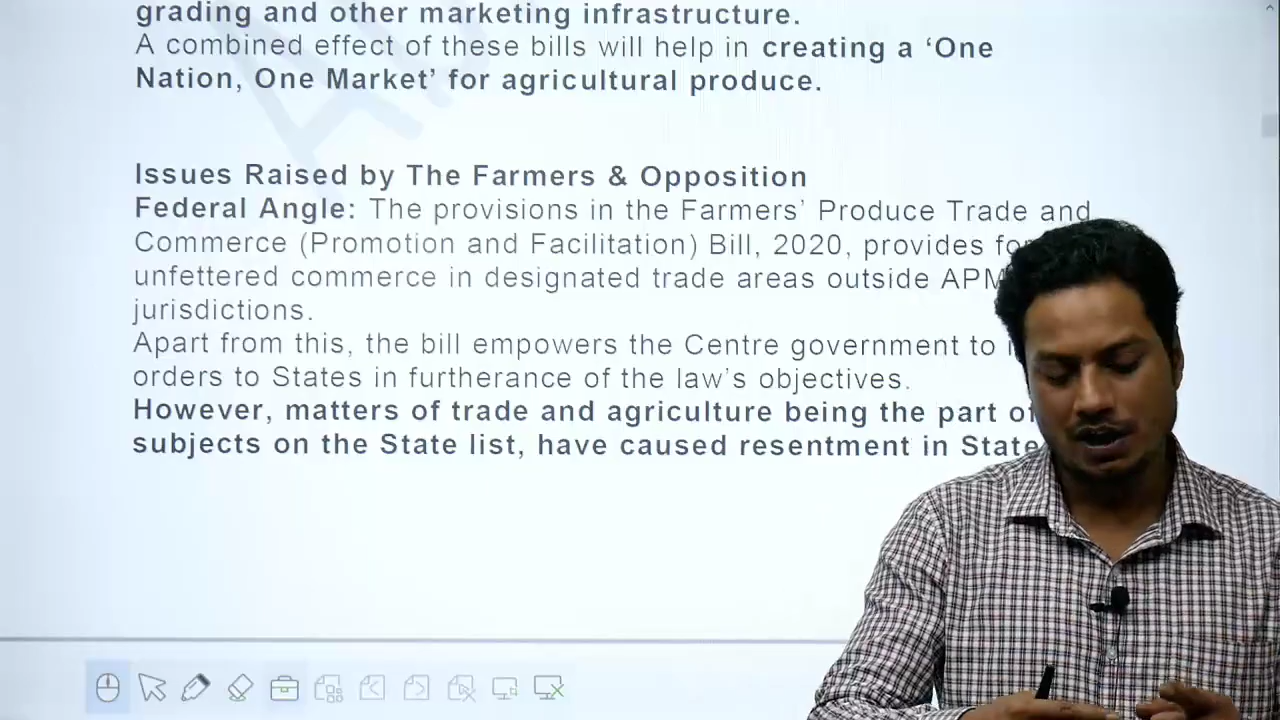 grading and other marketing infrastructure.
A combined effect of these bills will help in creating a ‘One
Nation, One Market’ for agricultural produce.
Issues Raised by The Farmers & Opposition
Federal Angle: The provisions in the Farmers’ Produce Trade and
Commerce (Promotion and Facilitation) Bill, 2020, provides
unfettered commerce in designated trade areas outside
jurisdictions.
Apart from this, the bill empowers the Centre government to
orders to States in furtherance of the law’s objectives.
However, matters of trade and agriculture being the part of
subjects on the State list, have caused resentment in